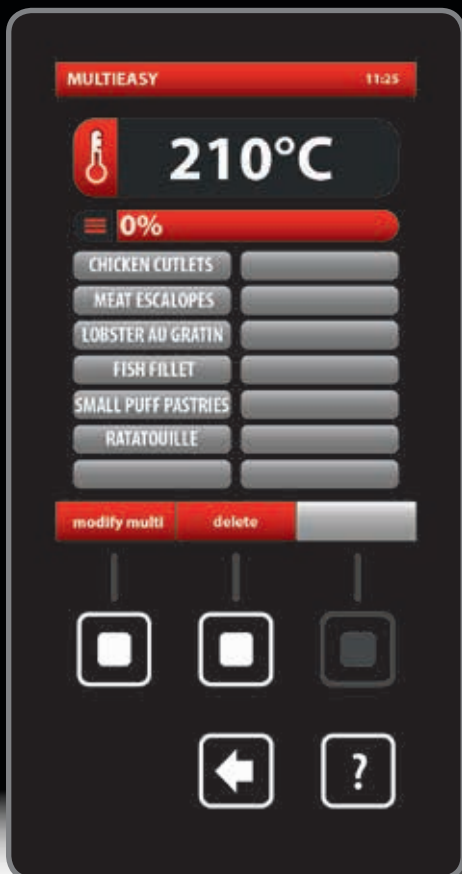 MULTIEASY 11:25
210°C
0%
CHICKEN CUTLETS
MEAT ESCALOPES
LOBSTER AU GRATIN
FISH FILLET
SMALL PUFF PASTRIES
RATATOUILLE
modify multi delete
?